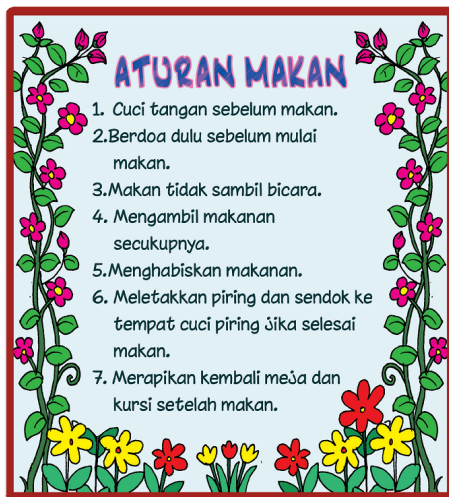 ATURAN MAKAN
1. Cuci tangan sebelum makan.
2.Berdoa dulu sebelum mulai
makan.
3.Makan tidak sambil bicara.
4. Mengambil makanan
secukupnya.
5.Menghabiskan makanan.
6. Meletakkan piring dan sendok ke
tempat cuci piring jika selesai
makan.
7. Merapikan kembali meja dan
kursi setelah makan.